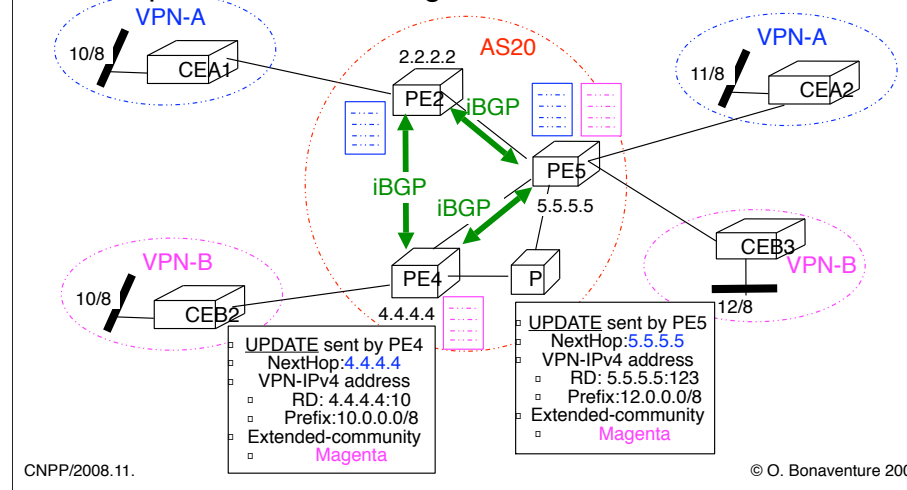 VPN-A
10/8
CEA1
2.2.2.2
PE2
AS20
iBGP
VPN-A
11/8
CEA2
PE5
5.5.5.5
iBGP
iBGP
VPN-B
10/8
CEB2
PE4
4.4.4.4
P
CEB3
VPN-B
12/8
UPDATE sent by PE4
NextHop:4.4.4.4
VPN-IPv4 address
RD: 4.4.4.4:10
Prefix:10.0.0.0/8
Extended-community
Magenta
UPDATE sent by PE5
NextHop:5.5.5.5
VPN-IPv4 address
RD: 5.5.5.5:123
Prefix:12.0.0.0/8
Extended-community
Magenta
CNPP/2008.11.
© O. Bonaventure 200